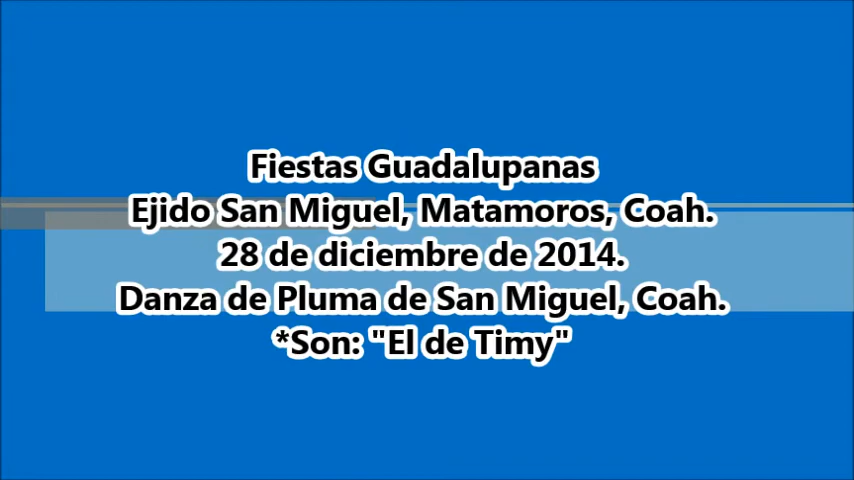 Fiestas Guadalupanas
Ejido San Miguel, Matamoros, Coah.
28 de diciembre de 2014.
Danza de Pluma de San Miguel, Coah.
*Son: "El de Timy"